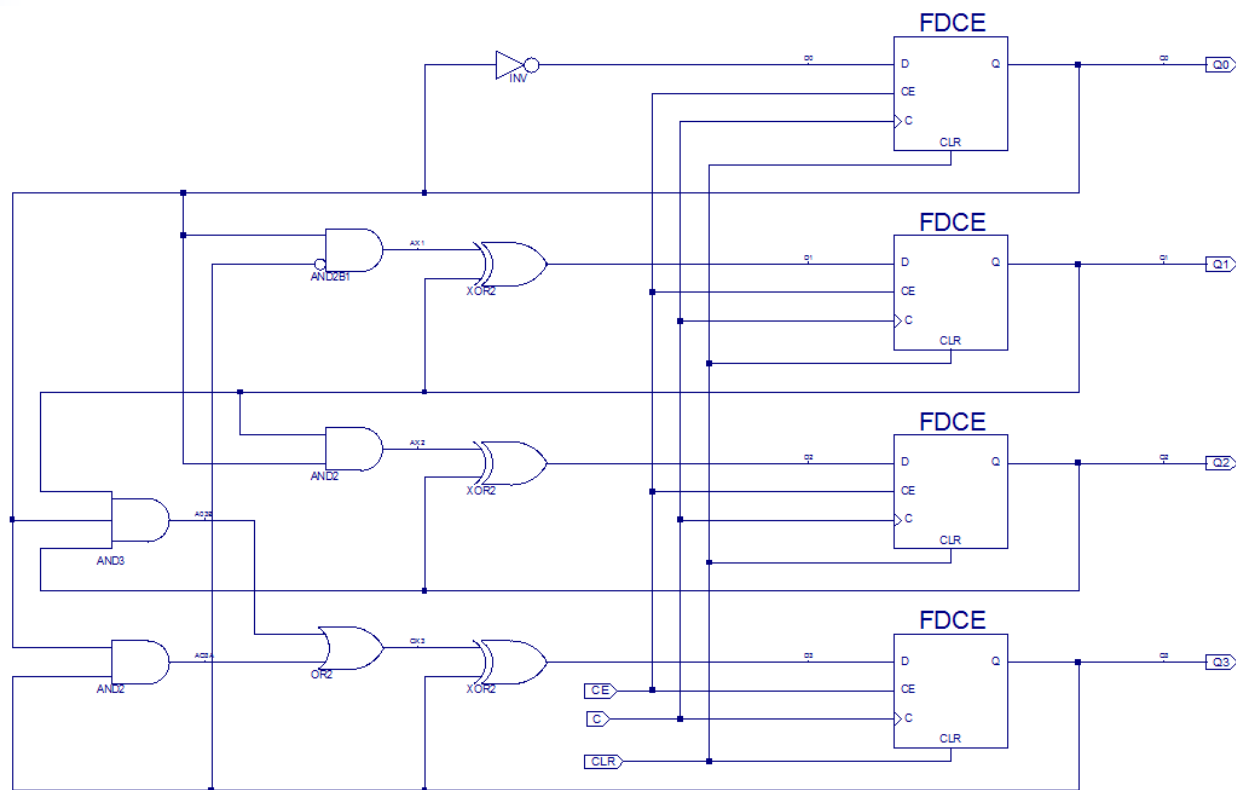 FDCE
INV
D
Q
CE
C
CLR
Q0
FDCE
AX1
AND2B1
XOR2
D
Q
CE
C
CLR
Q1
FDCE
AX2
AND2
XOR2
D
Q
CE
C
CLR
Q2
AND3
FDCE
OX3
AND2
OR2
XOR2
D
Q
CE
C
CLR
Q3
CE
C
CLR